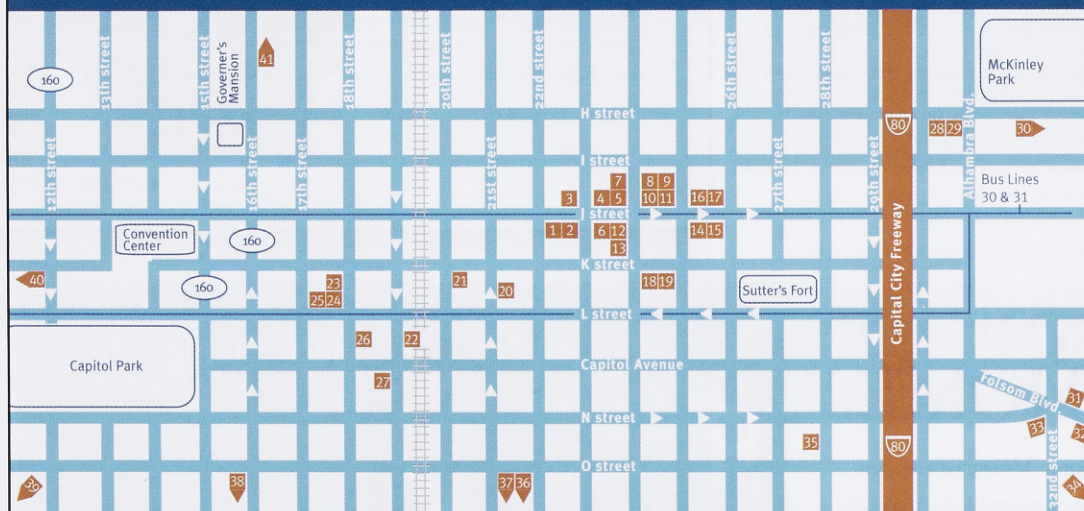 13th street
15th street
Governer's
Mansion
41
18th street
20th street
22nd street
26th street
28th street
McKinley
Park
160
H street
80
28 29
Alhambra Blvd.
30
12th street
16th street
17th street
21st street
I street
27th street
29th street
7
8 9
3
4 5
10 11
16 17
Bus Lines
30 & 31
J street
Convention
Center
160
1 2
6 12
14 15
13
K street
40
160
23
25 24
21
20
18 19
Sutter's Fort
Capital City Freeway
L street
26
22
Capitol Park
Capitol Avenue
27
Folsom Blvd.
31
N street
33
32
35
80
O street
32nd street
39
38
37 36
34